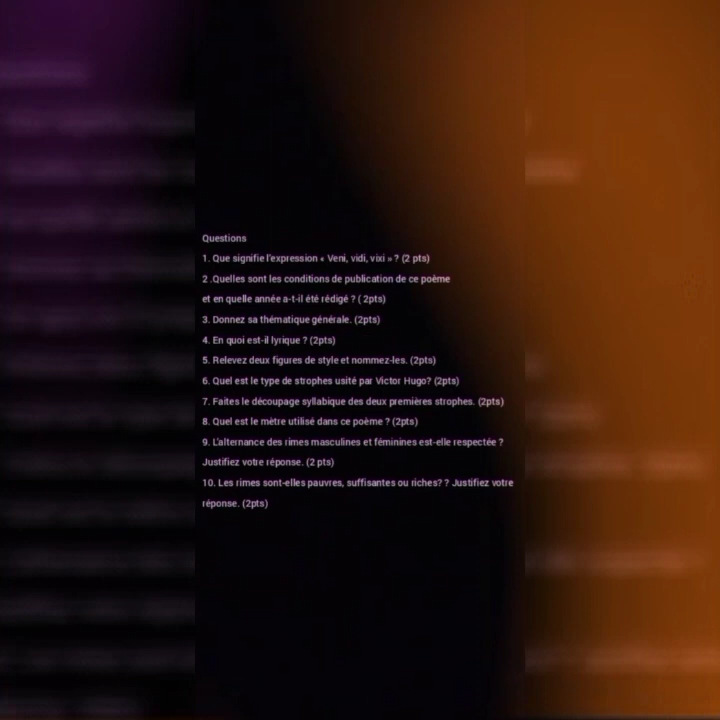 Questions
1. Que signifie l'expression « Veni, vidi, vixi » ? (2 pts)
2 .Quelles sont les conditions de publication de ce poème
et en quelle année a-t-il été rédigé ? ( 2pts)
3. Donnez sa thématique générale. (2pts)
4. En quoi est-il lyrique ? (2pts)
5. Relevez deux figures de style et nommez-les. (2pts)
6. Quel est le type de strophes usité par Victor Hugo? (2pts)
7. Faites le découpage syllabique des deux premières strophes. (2pts)
8. Quel est le mètre utilisé dans ce poème ? (2pts)
9. L'alternance des rimes masculines et féminines est-elle respectée ?
Justifiez votre réponse. (2 pts)
10. Les rimes sont-elles pauvres, suffisantes ou riches? ? Justifiez votre
réponse. (2pts)